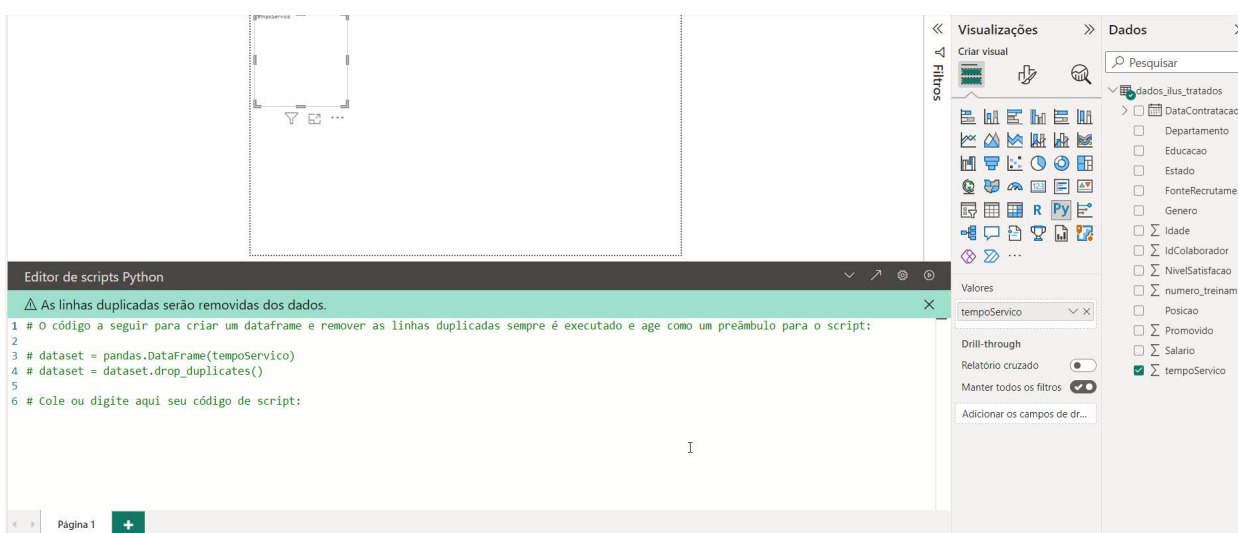 tempoServico
Filtros
Visualizações
Criar visual
123
R
Py
Valores
tempoServico
Drill-through
Relatório cruzado
Manter todos os filtros
Adicionar os campos de dr...
Dados
Pesquisar
dados_ilus_tratados
DataContratacao
Departamento
Educacao
Estado
FonteRecrutame...
Genero
Idade
IdColaborador
NivelSatisfacao
numero_treinam...
Posicao
Promovido
Salario
tempoServico
Editor de scripts Python
As linhas duplicadas serão removidas dos dados.
1 # O código a seguir para criar um dataframe e remover as linhas duplicadas sempre é executado e age como um preâmbulo para o script:
2
3 # dataset = pandas.DataFrame(tempoServico)
4 # dataset = dataset.drop_duplicates()
5
6 # Cole ou digite aqui seu código de script:
Página 1